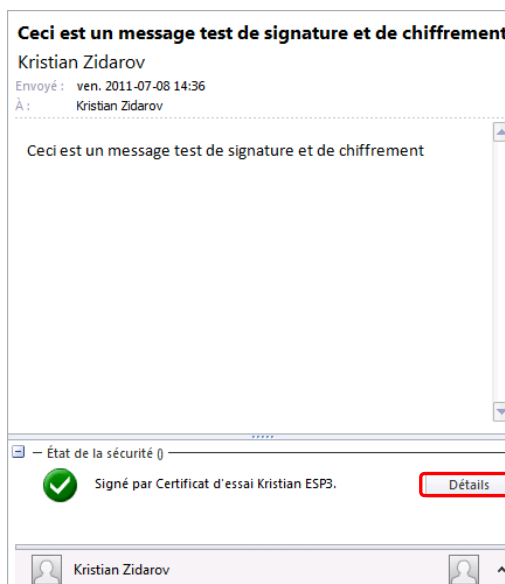 Ceci est un message test de signature et de chiffrement
Kristian Zidarov
Envoyé : ven. 2011-07-08 14:36
À : Kristian Zidarov
Ceci est un message test de signature et de chiffrement
État de la sécurité ()
Signé par Certificat d'essai Kristian ESP3.
Détails
Kristian Zidarov